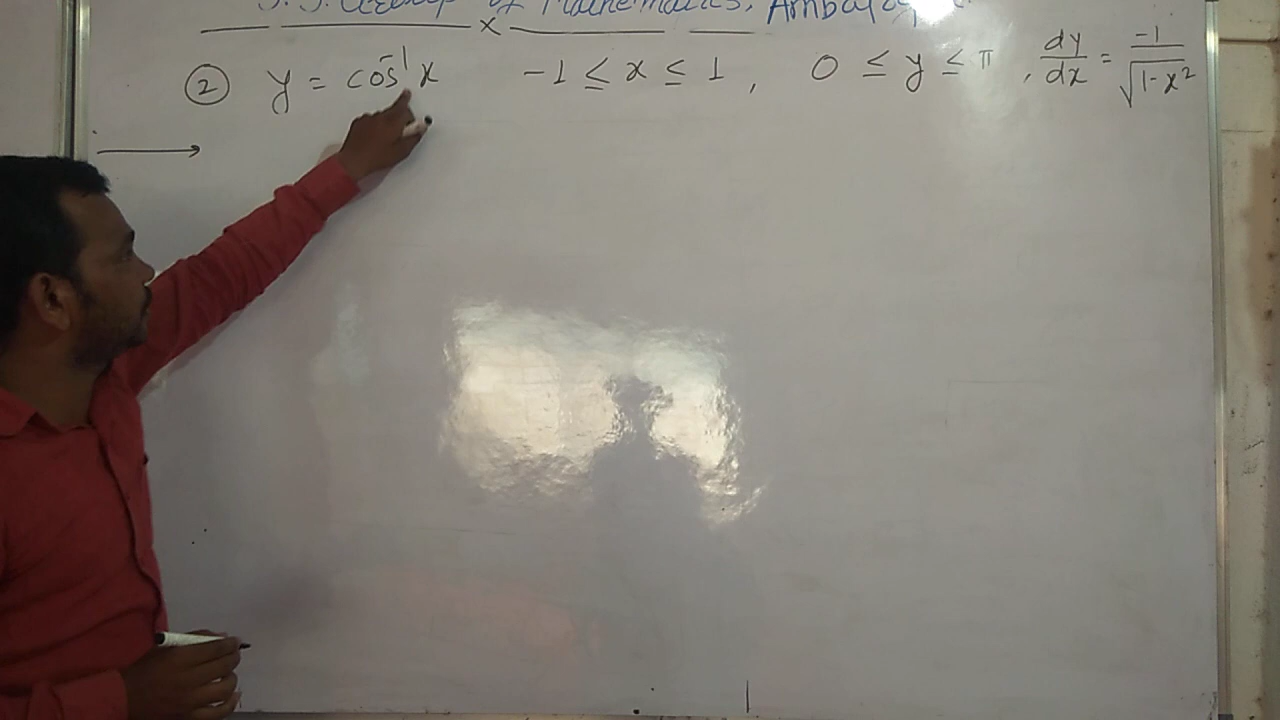 of Mathematics, Ambala
② y = cos⁻¹x -1 ≤ x ≤ 1 , 0 ≤ y ≤ π , dy/dx = -1/√(1-x²)